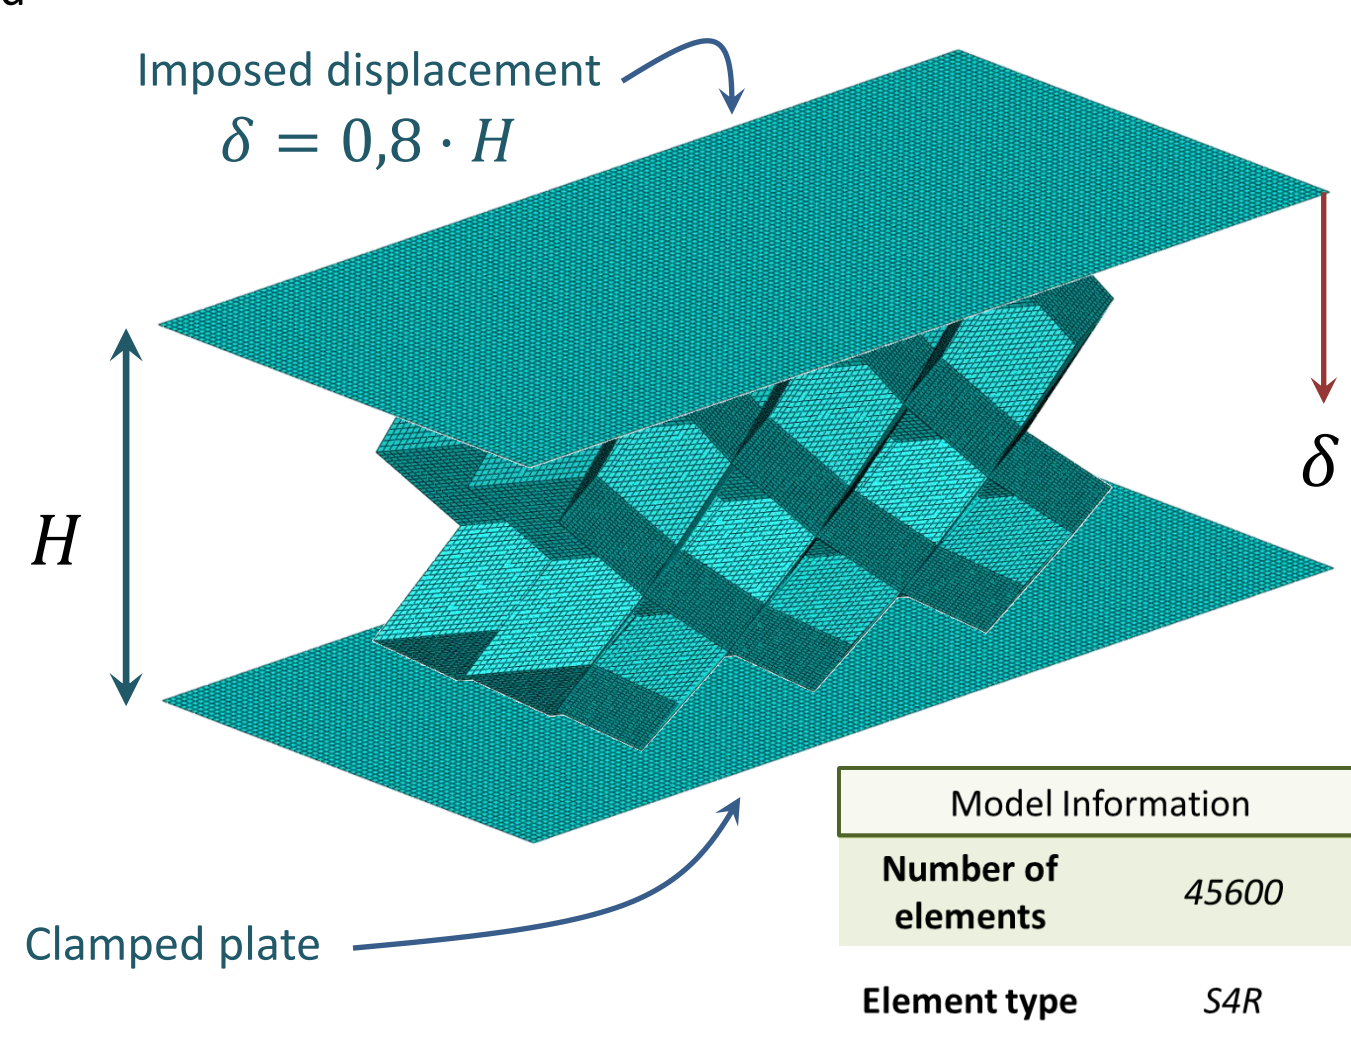 Imposed displacement
δ = 0,8 · H
H
δ
Clamped plate
Model Information
Number of
elements
45600
Element type
S4R